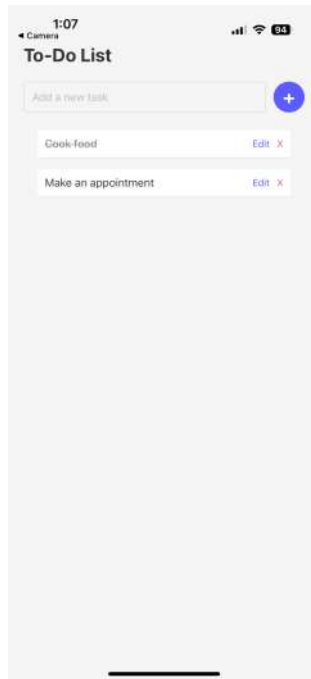 1:07
94
◀ Camera
To-Do List
Add a new task
+
Cook food
Edit X
Make an appointment
Edit X